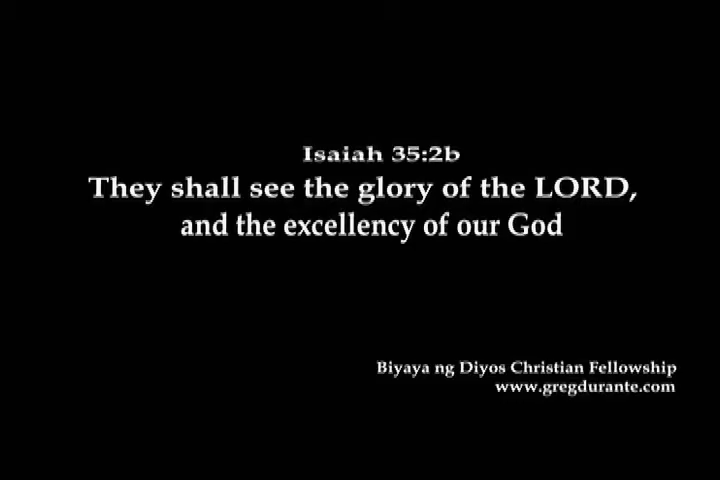 Isaiah 35:2b
They shall see the glory of the LORD,
and the excellency of our God
Biyaya ng Diyos Christian Fellowship
www.gregdurante.com